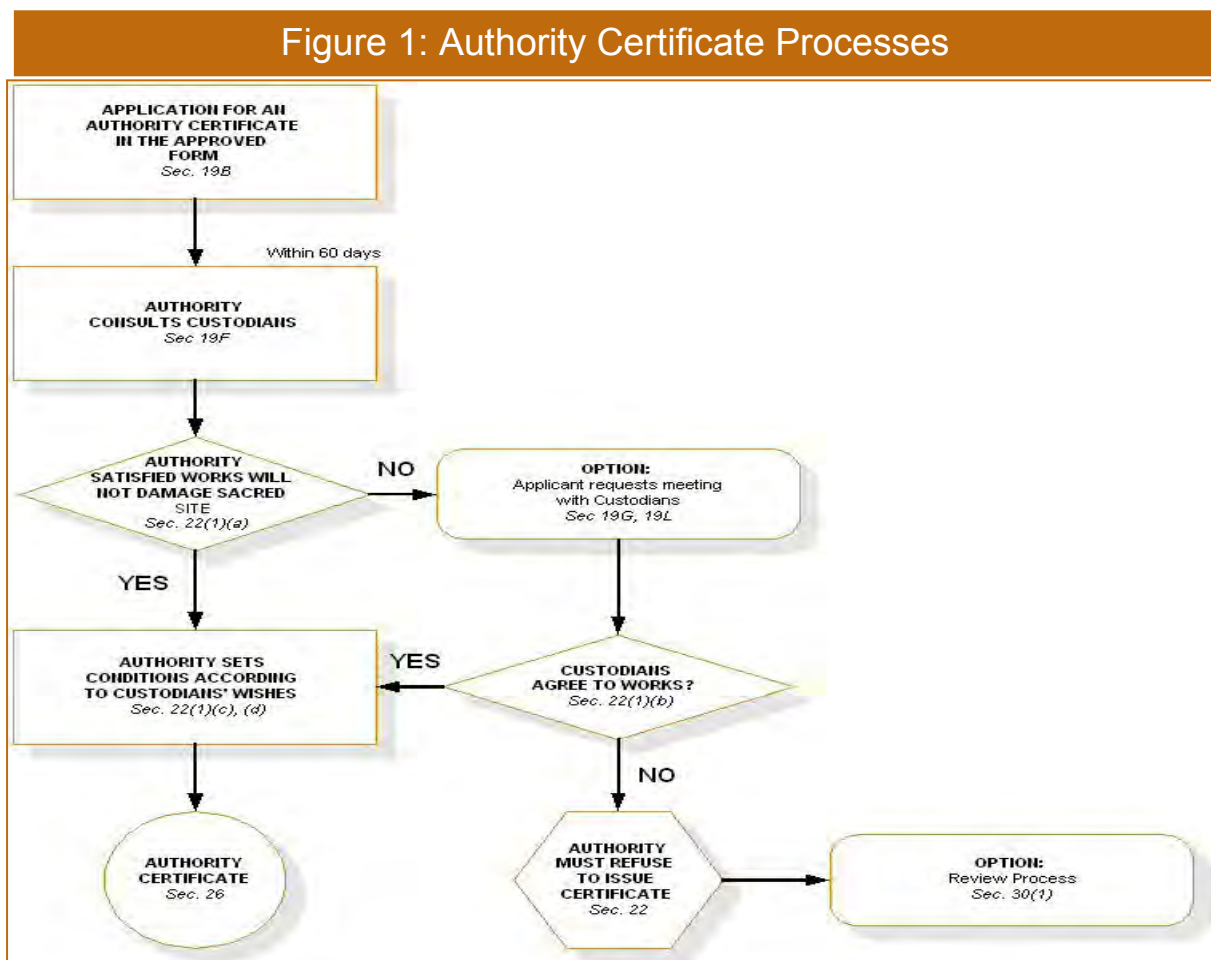 Figure 1: Authority Certificate Processes
APPLICATION FOR AN
AUTHORITY CERTIFICATE
IN THE APPROVED
FORM
Sec. 19B
Within 60 days
AUTHORITY
CONSULTS CUSTODIANS
Sec 19F
AUTHORITY
SATISFIED WORKS WILL
NOT DAMAGE SACRED
SITE
Sec. 22(1)(a)
NO
OPTION:
Applicant requests meeting
with Custodians
Sec 19G, 19L
YES
AUTHORITY SETS
CONDITIONS ACCORDING
TO CUSTODIANS' WISHES
Sec. 22(1)(c), (d)
YES
CUSTODIANS
AGREE TO WORKS?
Sec. 22(1)(b)
NO
AUTHORITY
CERTIFICATE
Sec. 26
AUTHORITY
MUST REFUSE
TO ISSUE
CERTIFICATE
Sec. 22
OPTION:
Review Process
Sec. 30(1)